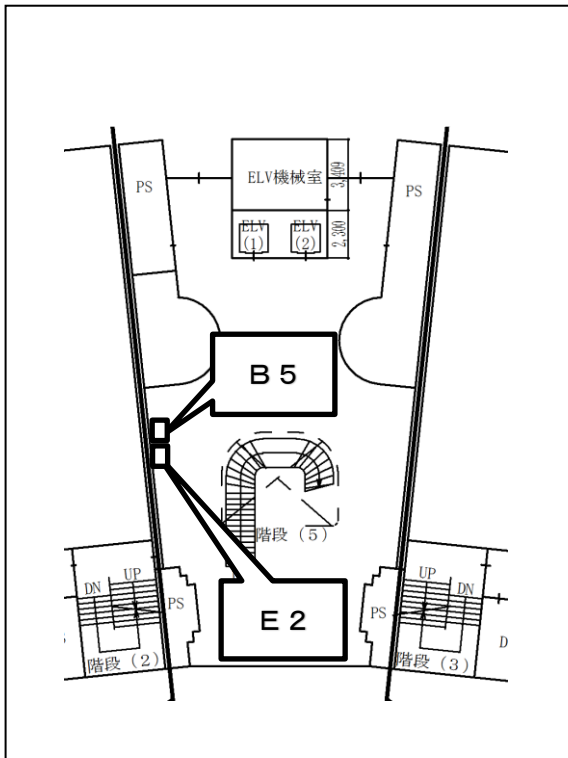 PS
ELV機械室
3,409
PS
ELV
(1)
ELV
(2)
2,300
B5
階段(5)
E2
DN
UP
PS
階段(2)
UP
DN
PS
階段(3)
D